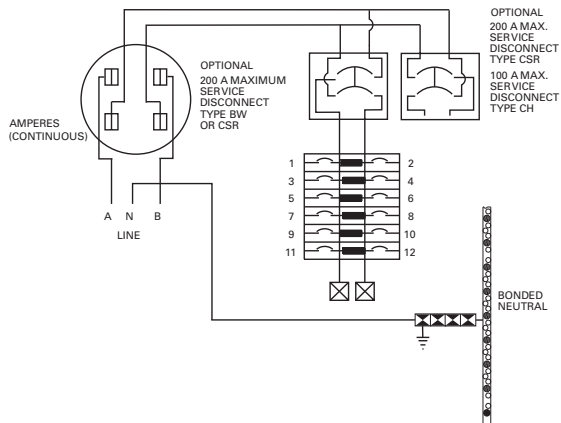 OPTIONAL
200 A MAX.
SERVICE
DISCONNECT
TYPE CSR
100 A MAX.
SERVICE
DISCONNECT
TYPE CH
OPTIONAL
200 A MAXIMUM
SERVICE
DISCONNECT
TYPE BW
OR CSR
AMPERES
(CONTINUOUS)
A N B
LINE
1 2
3 4
5 6
7 8
9 10
11 12
BONDED
NEUTRAL